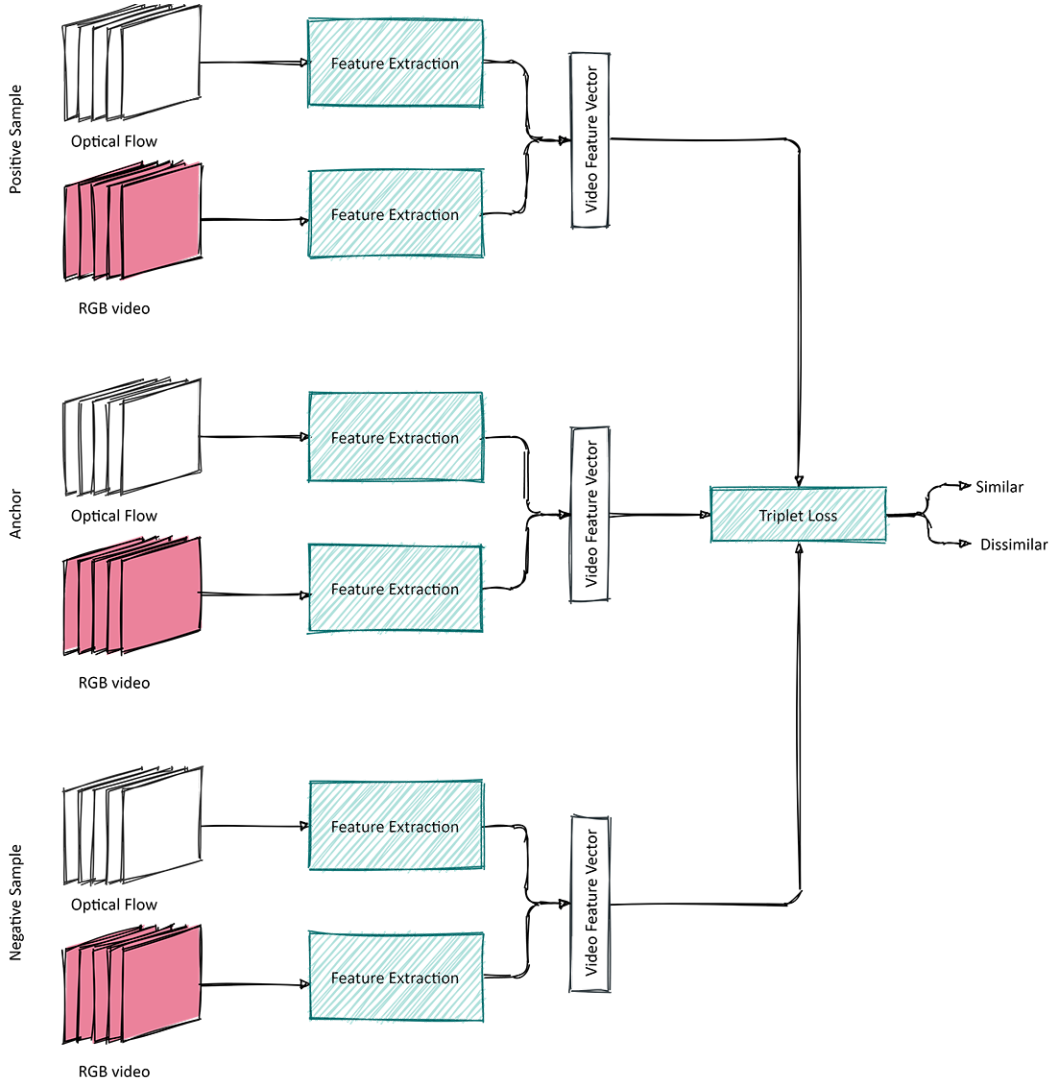 Positive Sample
Optical Flow
Feature Extraction
RGB video
Feature Extraction
Video Feature Vector
Anchor
Optical Flow
Feature Extraction
RGB video
Feature Extraction
Video Feature Vector
Triplet Loss
Similar
Dissimilar
Negative Sample
Optical Flow
Feature Extraction
RGB video
Feature Extraction
Video Feature Vector